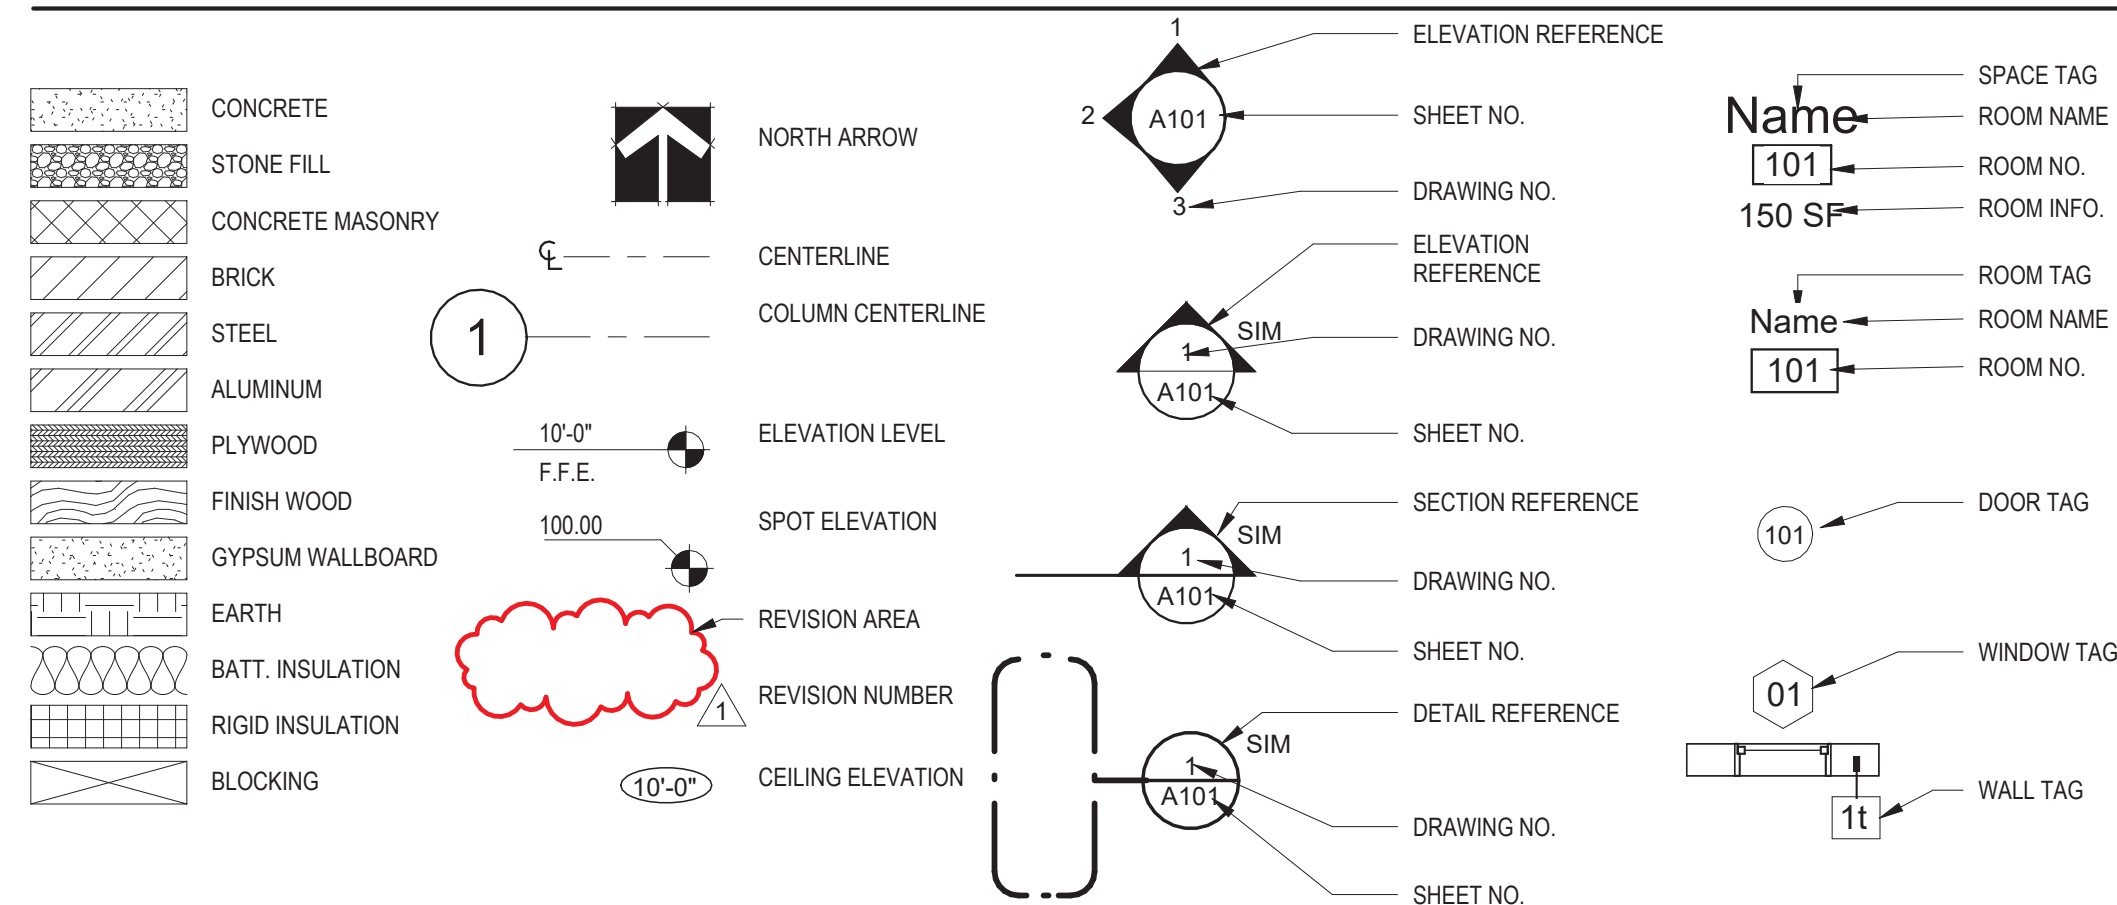 CONCRETE
STONE FILL
CONCRETE MASONRY
BRICK
STEEL
ALUMINUM
PLYWOOD
FINISH WOOD
GYPSUM WALLBOARD
EARTH
BATT. INSULATION
RIGID INSULATION
BLOCKING
NORTH ARROW
℄
CENTERLINE
1
COLUMN CENTERLINE
10'-0"
F.F.E.
ELEVATION LEVEL
100.00
SPOT ELEVATION
REVISION AREA
1
REVISION NUMBER
10'-0"
CEILING ELEVATION
1
2
A101
3
ELEVATION REFERENCE
SHEET NO.
DRAWING NO.
ELEVATION
REFERENCE
SIM
1
A101
DRAWING NO.
SHEET NO.
SECTION REFERENCE
SIM
1
A101
DRAWING NO.
SHEET NO.
DETAIL REFERENCE
SIM
1
A101
DRAWING NO.
SHEET NO.
SPACE TAG
Name
ROOM NAME
101
ROOM NO.
150 SF
ROOM INFO.
ROOM TAG
Name
ROOM NAME
101
ROOM NO.
101
DOOR TAG
01
WINDOW TAG
1t
WALL TAG